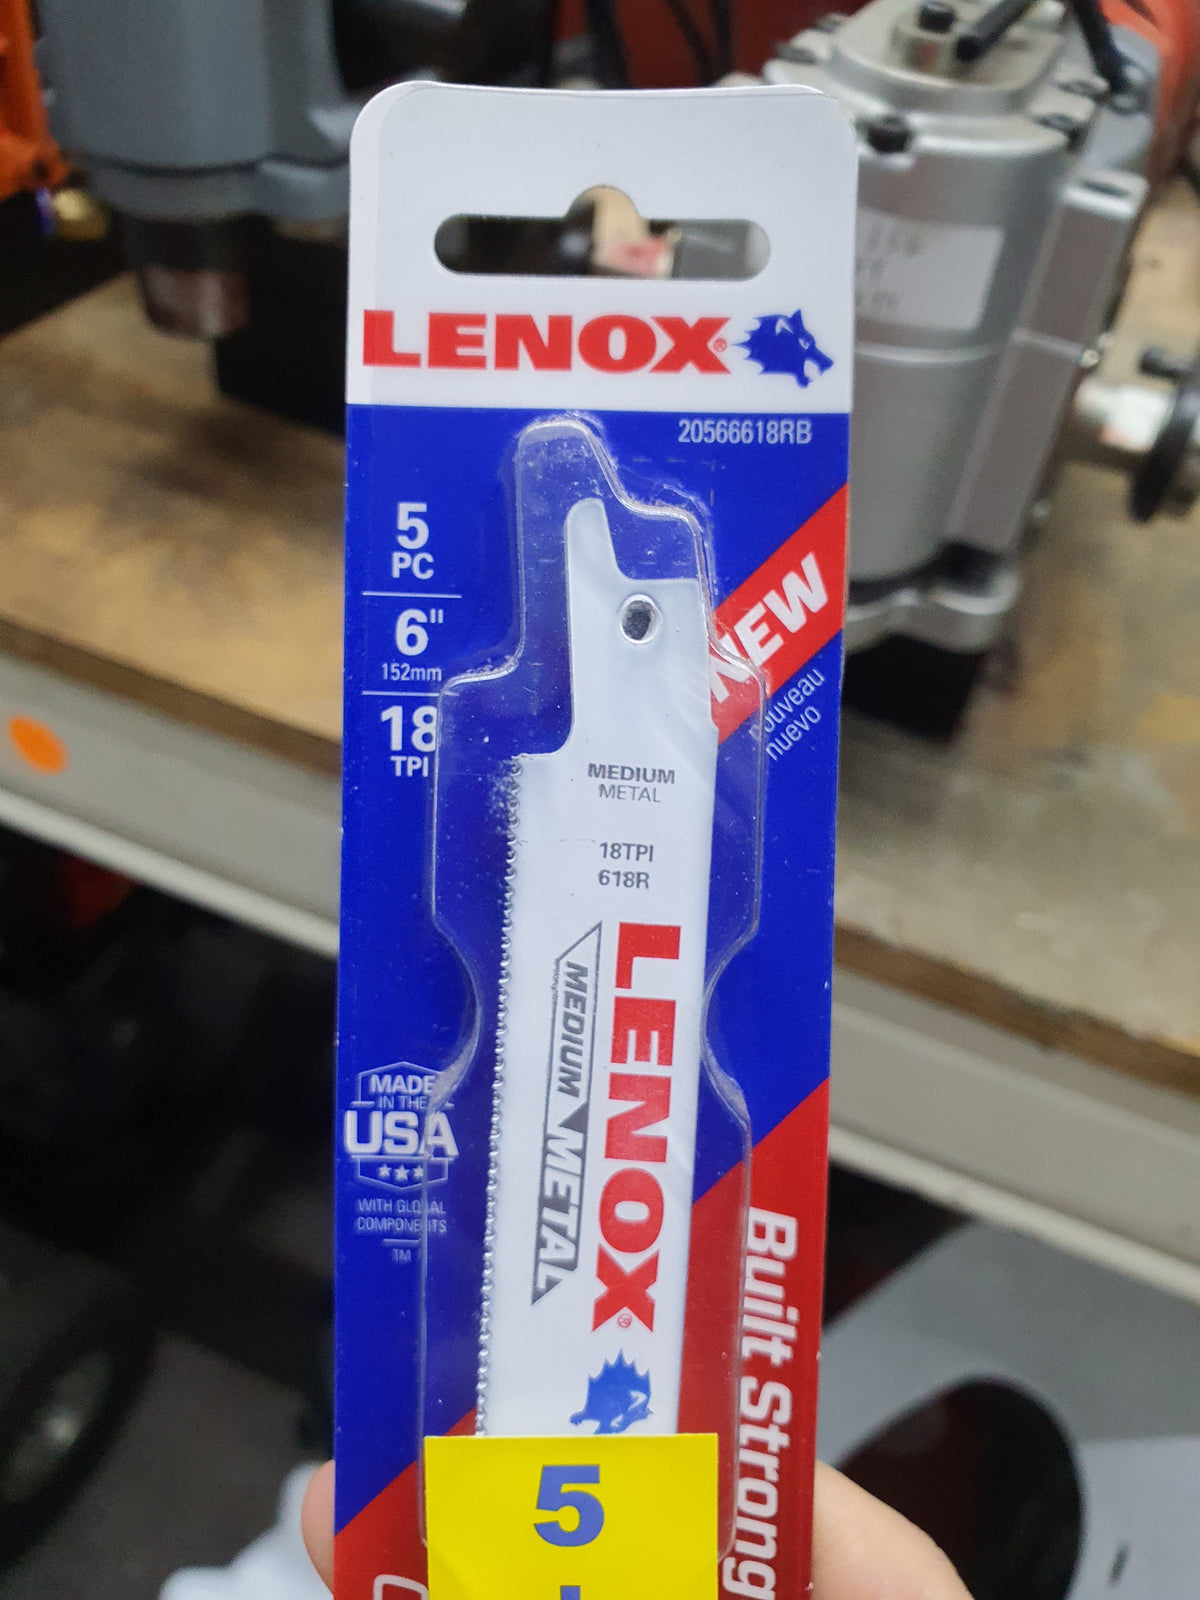 LENOX®
20566618RB
5
PC
6"
152mm
18
TPI
NEW
nouveau
nuevo
MEDIUM
METAL
18TPI
618R
LENOX®
MEDIUM METAL
MADE
IN THE
USA
WITH GLOBAL
COMPONENTS
TM
Built Strong
5